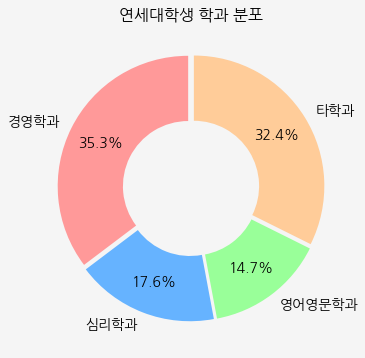 연세대학생 학과 분포
경영학과
35.3%
타학과
32.4%
심리학과
17.6%
영어영문학과
14.7%